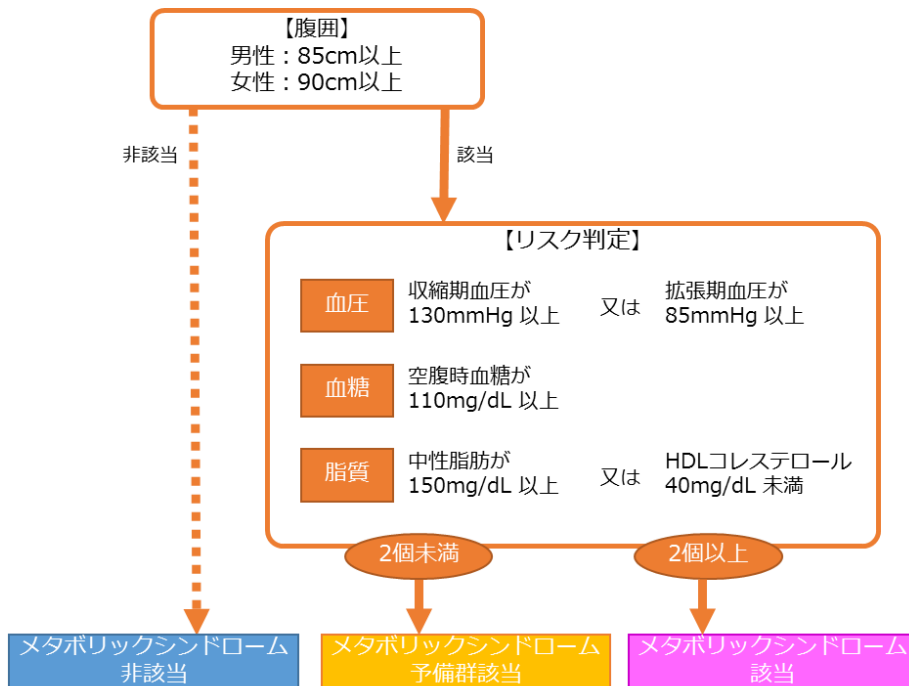 【腹囲】
男性：85cm以上
女性：90cm以上
非該当
該当
【リスク判定】
血圧
収縮期血圧が
130mmHg 以上
又は
拡張期血圧が
85mmHg 以上
血糖
空腹時血糖が
110mg/dL 以上
脂質
中性脂肪が
150mg/dL 以上
又は
HDLコレステロール
40mg/dL 未満
2個未満
2個以上
メタボリックシンドローム
非該当
メタボリックシンドローム
予備群該当
メタボリックシンドローム
該当